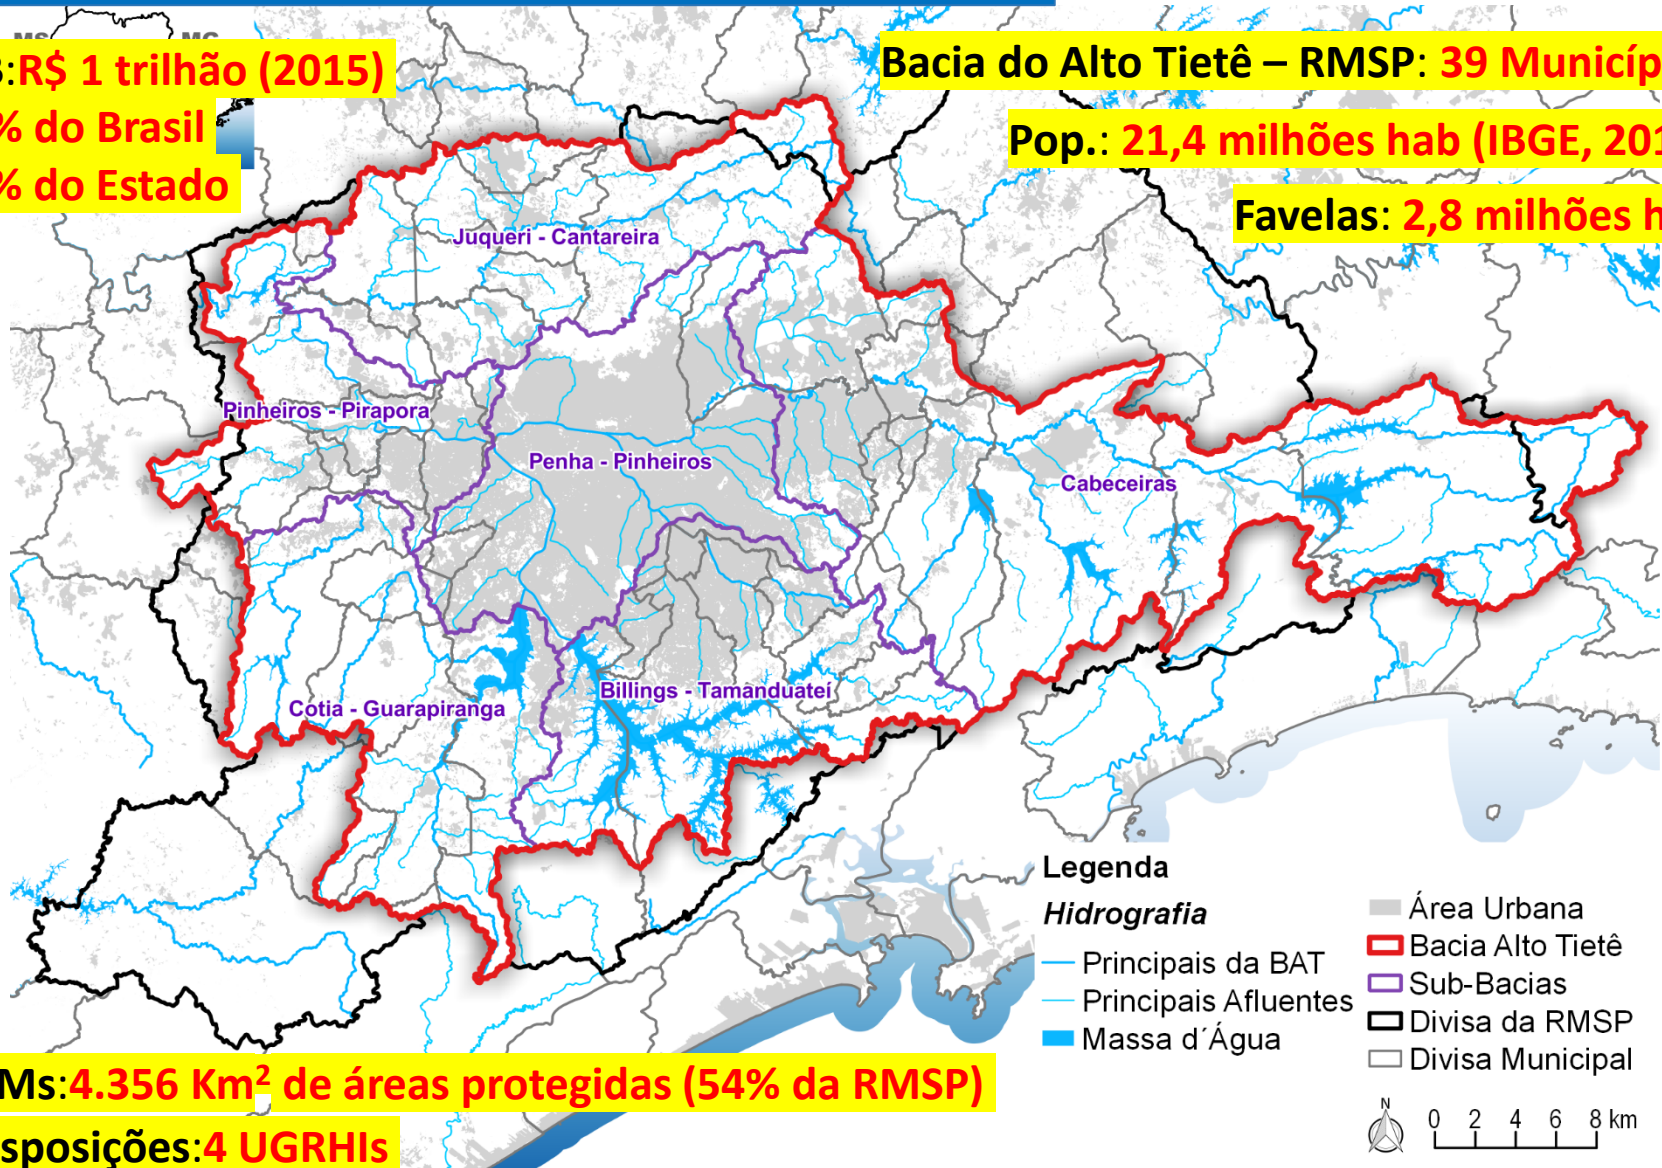 MS
MG
:R$ 1 trilhão (2015)
% do Brasil
% do Estado
Bacia do Alto Tietê – RMSP: 39 Municíp
Pop.: 21,4 milhões hab (IBGE, 201
Favelas: 2,8 milhões h
Juqueri - Cantareira
Pinheiros - Pirapora
Penha - Pinheiros
Cabeceiras
Billings - Tamanduateí
Cotia - Guarapiranga
Legenda
Hidrografia
Principais da BAT
Principais Afluentes
Massa d´Água
Área Urbana
Bacia Alto Tietê
Sub-Bacias
Divisa da RMSP
Divisa Municipal
N
0 2 4 6 8 km
Ms:4.356 Km² de áreas protegidas (54% da RMSP)
sposições:4 UGRHIs